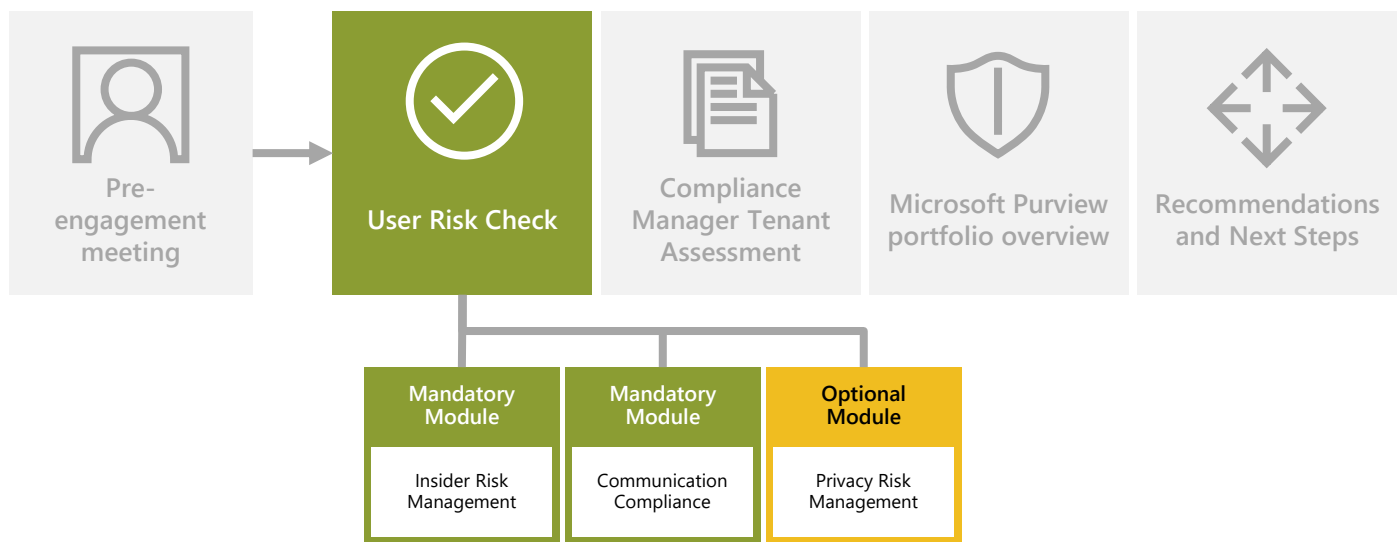 Pre-
engagement
meeting
User Risk Check
Compliance
Manager Tenant
Assessment
Microsoft Purview
portfolio overview
Recommendations
and Next Steps
Mandatory
Module
Insider Risk
Management
Mandatory
Module
Communication
Compliance
Optional
Module
Privacy Risk
Management